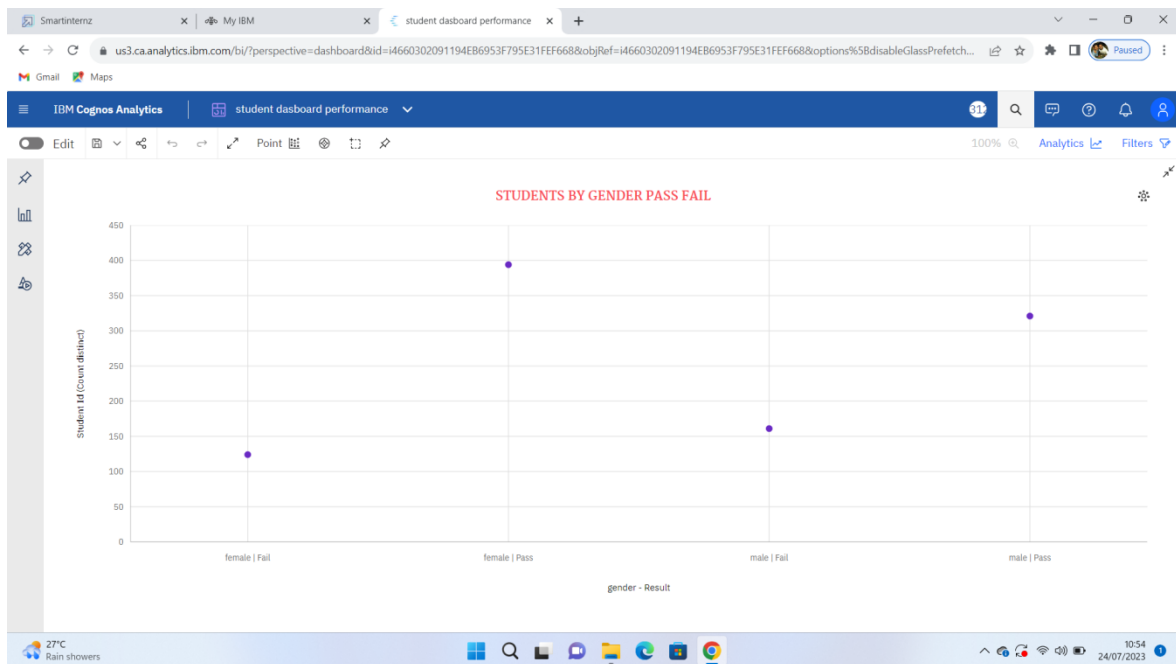 Smartinternz
My IBM
student dasboard performance
us3.ca.analytics.ibm.com/bi/?perspective=dashboard&id=i4660302091194EB6953F795E31FEF668&objRef=i4660302091194EB6953F795E31FEF668&options%5BdisableGlassPrefetch...
Paused
Gmail Maps
IBM Cognos Analytics student dasboard performance
Edit Point 100% Analytics Filters
STUDENTS BY GENDER PASS FAIL
450
400
350
300
250
200
150
100
50
0
Student Id (Count distinct)
female | Fail female | Pass male | Fail male | Pass
gender - Result
27°C
Rain showers
10:54
24/07/2023
1